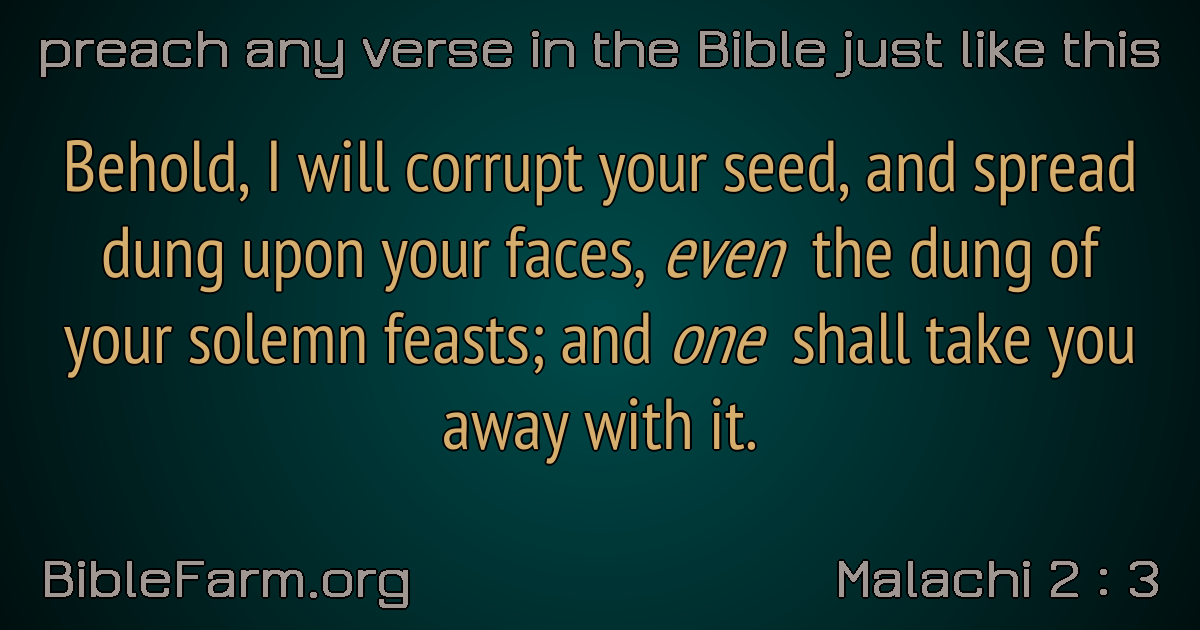 preach any verse in the Bible just like this
Behold, I will corrupt your seed, and spread
dung upon your faces, even the dung of
your solemn feasts; and one shall take you
away with it.
BibleFarm.org
Malachi 2 : 3